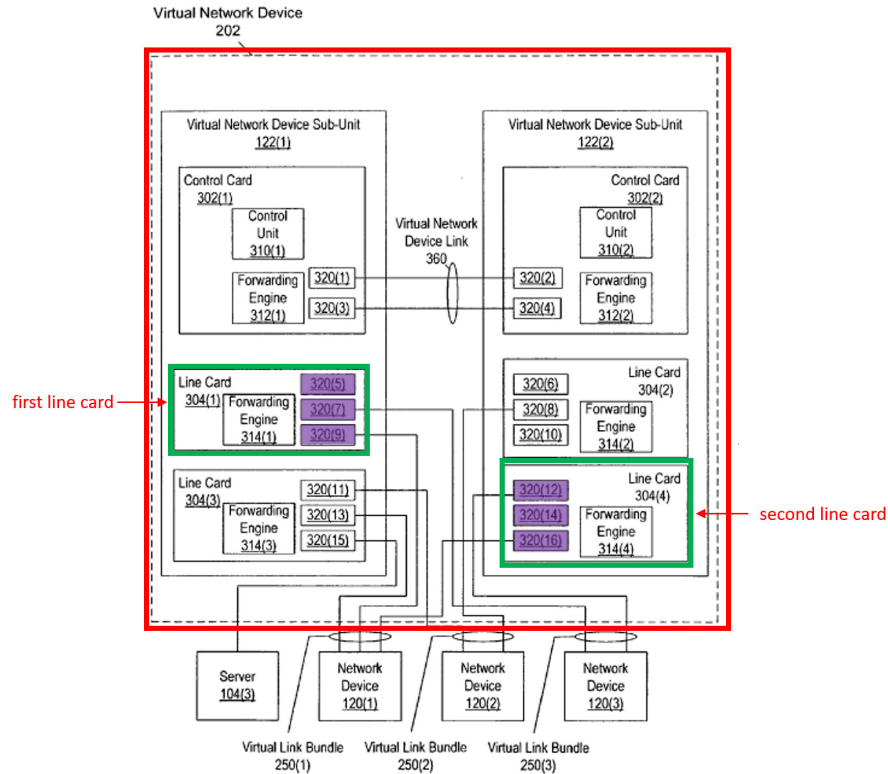 Virtual Network Device
202
Virtual Network Device Sub-Unit
122(1)
Control Card
302(1)
Control
Unit
310(1)
Forwarding
Engine
312(1)
320(1)
320(3)
Virtual Network
Device Link
360
Virtual Network Device Sub-Unit
122(2)
Control Card
302(2)
Control
Unit
310(2)
320(2)
320(4)
Forwarding
Engine
312(2)
first line card
Line Card
304(1)
Forwarding
Engine
314(1)
320(5)
320(7)
320(9)
320(6)
320(8)
320(10)
Line Card
304(2)
Forwarding
Engine
314(2)
Line Card
304(3)
Forwarding
Engine
314(3)
320(11)
320(13)
320(15)
320(12)
320(14)
320(16)
Line Card
304(4)
Forwarding
Engine
314(4)
second line card
Server
104(3)
Network
Device
120(1)
Network
Device
120(2)
Network
Device
120(3)
Virtual Link Bundle
250(1)
Virtual Link Bundle
250(2)
Virtual Link Bundle
250(3)